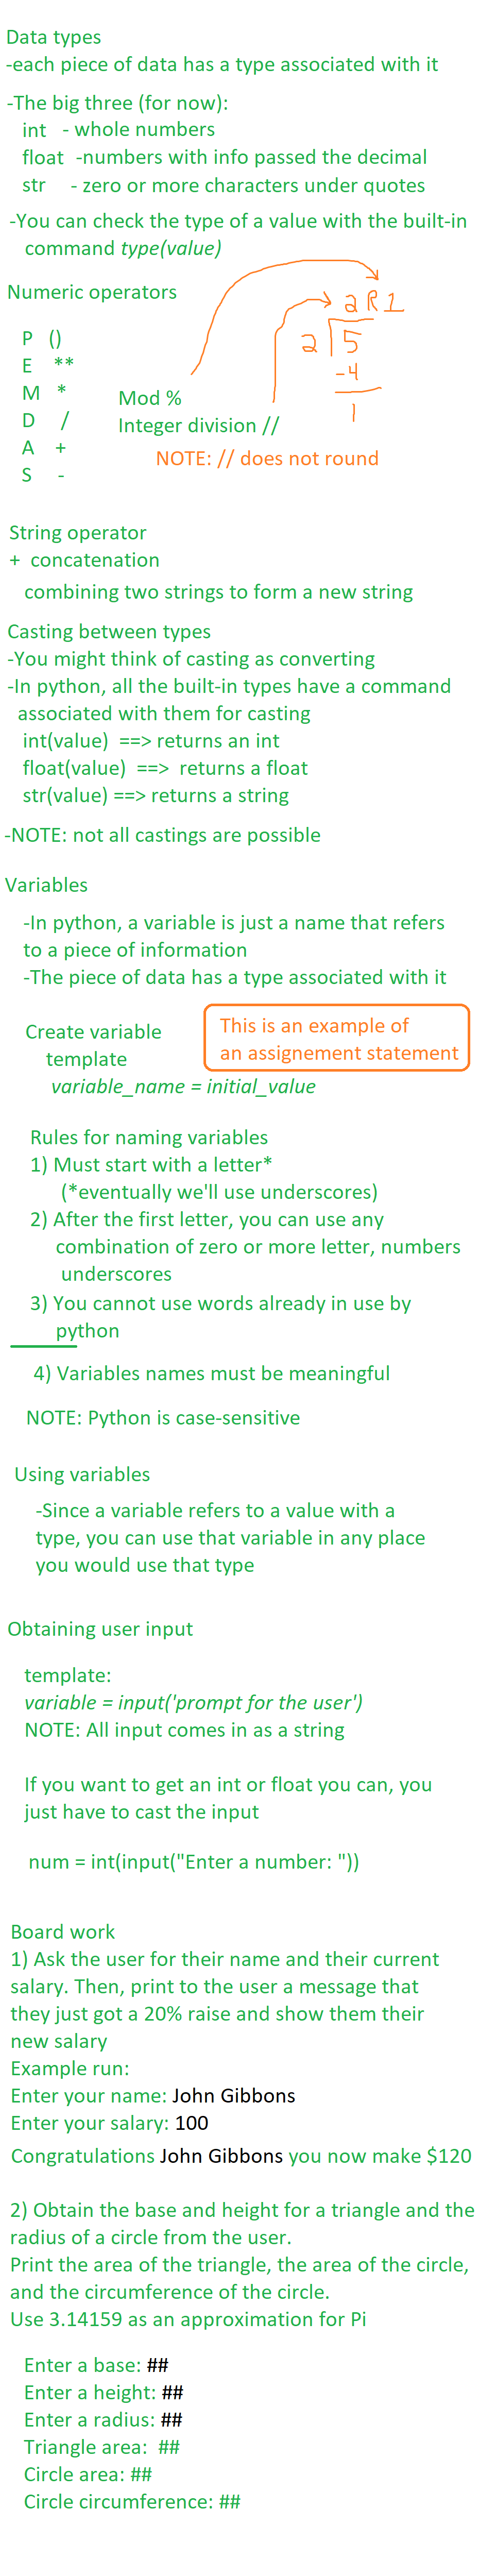 Data types
-each piece of data has a type associated with it
-The big three (for now):
int - whole numbers
float -numbers with info passed the decimal
str - zero or more characters under quotes
-You can check the type of a value with the built-in
command type(value)
Numeric operators
P ()
E **
M *
D /
A +
S -
Mod %
Integer division //
NOTE: // does not round
2 R 1
2 5
-4
1
String operator
+ concatenation
combining two strings to form a new string
Casting between types
-You might think of casting as converting
-In python, all the built-in types have a command
associated with them for casting
int(value) ==> returns an int
float(value) ==> returns a float
str(value) ==> returns a string
-NOTE: not all castings are possible
Variables
-In python, a variable is just a name that refers
to a piece of information
-The piece of data has a type associated with it
This is an example of
an assignement statement
Create variable
template
variable_name = initial_value
Rules for naming variables
1) Must start with a letter*
(*eventually we'll use underscores)
2) After the first letter, you can use any
combination of zero or more letter, numbers
underscores
3) You cannot use words already in use by
python
4) Variables names must be meaningful
NOTE: Python is case-sensitive
Using variables
-Since a variable refers to a value with a
type, you can use that variable in any place
you would use that type
Obtaining user input
template:
variable = input('prompt for the user')
NOTE: All input comes in as a string
If you want to get an int or float you can, you
just have to cast the input
num = int(input("Enter a number: "))
Board work
1) Ask the user for their name and their current
salary. Then, print to the user a message that
they just got a 20% raise and show them their
new salary
Example run:
Enter your name: John Gibbons
Enter your salary: 100
Congratulations John Gibbons you now make $120
2) Obtain the base and height for a triangle and the
radius of a circle from the user.
Print the area of the triangle, the area of the circle,
and the circumference of the circle.
Use 3.14159 as an approximation for Pi
Enter a base: ##
Enter a height: ##
Enter a radius: ##
Triangle area: ##
Circle area: ##
Circle circumference: ##